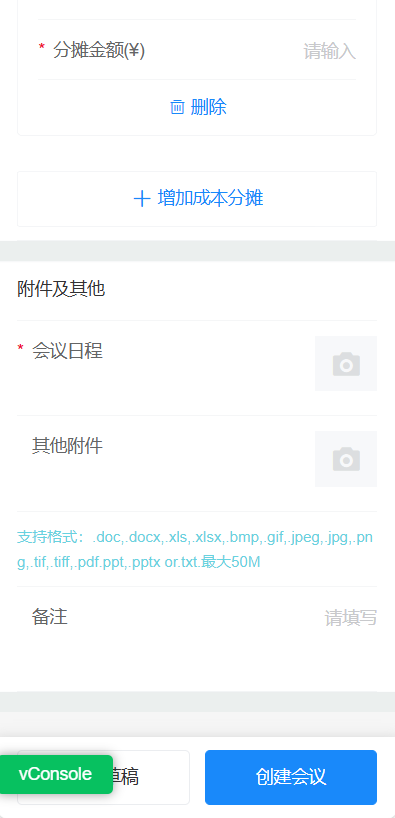 * 分摊金额(¥) 请输入
删除
增加成本分摊
附件及其他
* 会议日程
其他附件
支持格式：.doc,.docx,.xls,.xlsx,.bmp,.gif,.jpeg,.jpg,.pn
g,.tif,.tiff,.pdf.ppt,.pptx or.txt.最大50M
备注 请填写
vConsole
草稿
创建会议